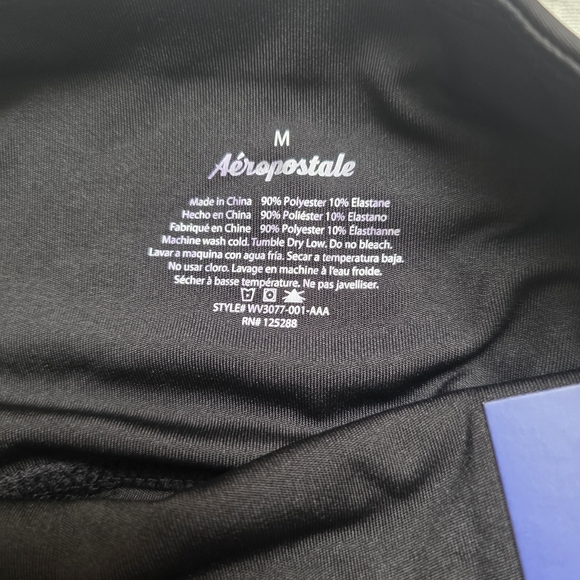 M
Aéropostale
Made in China 90% Polyester 10% Elastane
Hecho en China 90% Poliéster 10% Elastano
Fabriqué en China 90% Polyester 10% Élasthanne
Machine wash cold. Tumble Dry Low. Do no bleach.
Lavar a maquina con agua fría. Secar a temperatura baja.
No usar cloro. Lavage en machine à l'eau froide.
Sécher à basse température. Ne pas javelliser.
STYLE# WV3077-001-AAA
RN# 125288